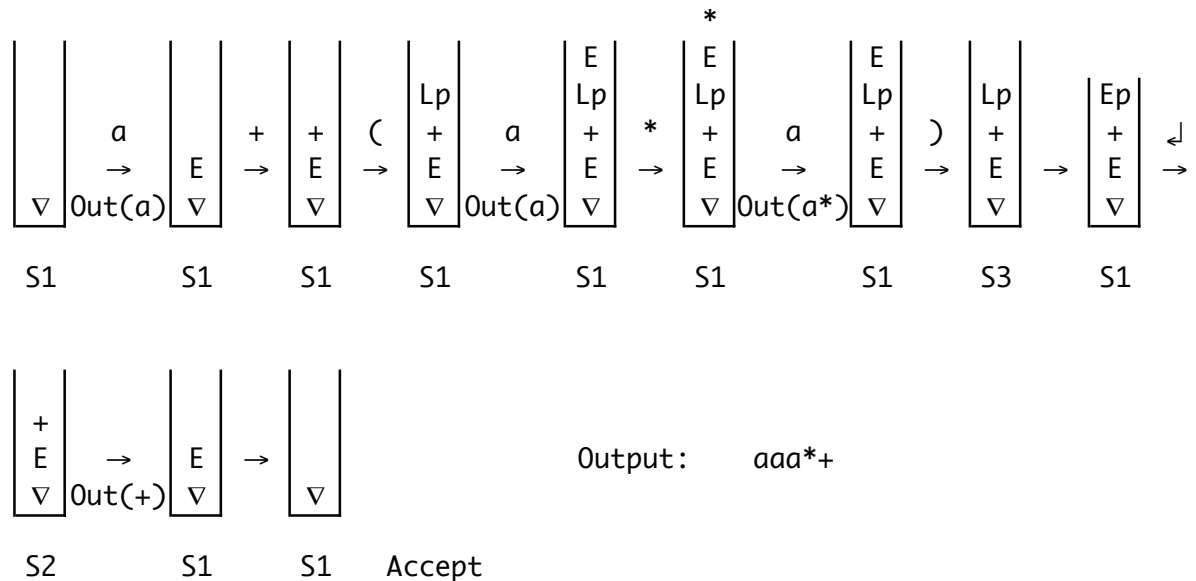 *
E E E
Lp Lp Lp Lp Lp Ep
a + + ( + a + * + a + ) + + ↵
→ E → E → E → E → E → E → E → E → E →
∇ Out(a) ∇ ∇ ∇ Out(a) ∇ ∇ Out(a*) ∇ ∇ ∇
S1 S1 S1 S1 S1 S1 S1 S3 S1
+
E → E → Output: aaa*+
∇ Out(+) ∇ ∇
S2 S1 S1 Accept